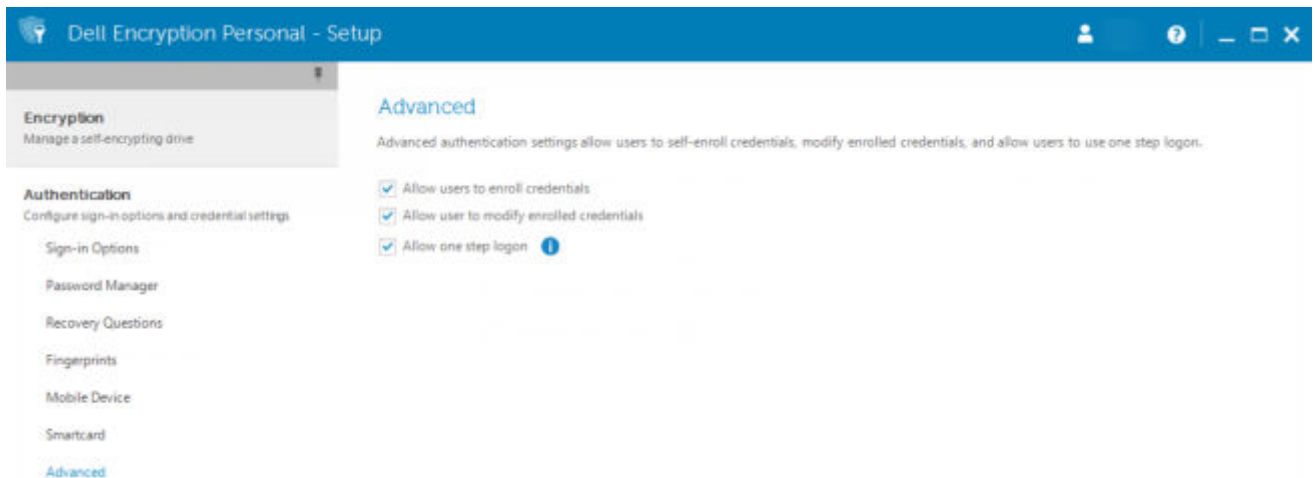 Dell Encryption Personal - Setup
Encryption
Manage a self-encrypting drive
Authentication
Configure sign-in options and credential settings
Sign-in Options
Password Manager
Recovery Questions
Fingerprints
Mobile Device
Smartcard
Advanced
Advanced
Advanced authentication settings allow users to self-enroll credentials, modify enrolled credentials, and allow users to use one step logon.
Allow users to enroll credentials
Allow user to modify enrolled credentials
Allow one step logon